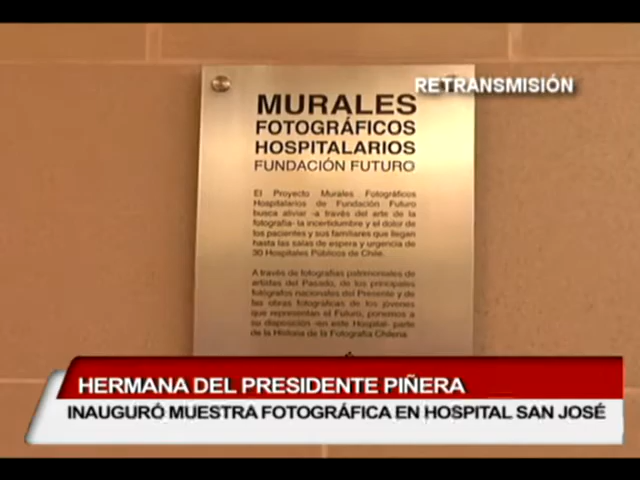 RETRANSMISIÓN
MURALES
FOTOGRÁFICOS
HOSPITALARIOS
FUNDACIÓN FUTURO
El Proyecto Murales Fotográficos
Hospitalarios de Fundación Futuro
busca aliviar -a través del arte de la
fotografía- la incertidumbre y el dolor de
los pacientes y sus familiares que llegan
hasta las salas de espera y urgencia de
30 Hospitales Públicos de Chile.
A través de fotografías patrimoniales de
artistas del Pasado, de los principales
fotógrafos nacionales del Presente y de
las obras fotográficas de los jóvenes
que representan el Futuro, ponemos a
su disposición -en este Hospital- parte
de la Historia de la Fotografía Chilena.
HERMANA DEL PRESIDENTE PIÑERA
INAUGURÓ MUESTRA FOTOGRÁFICA EN HOSPITAL SAN JOSÉ